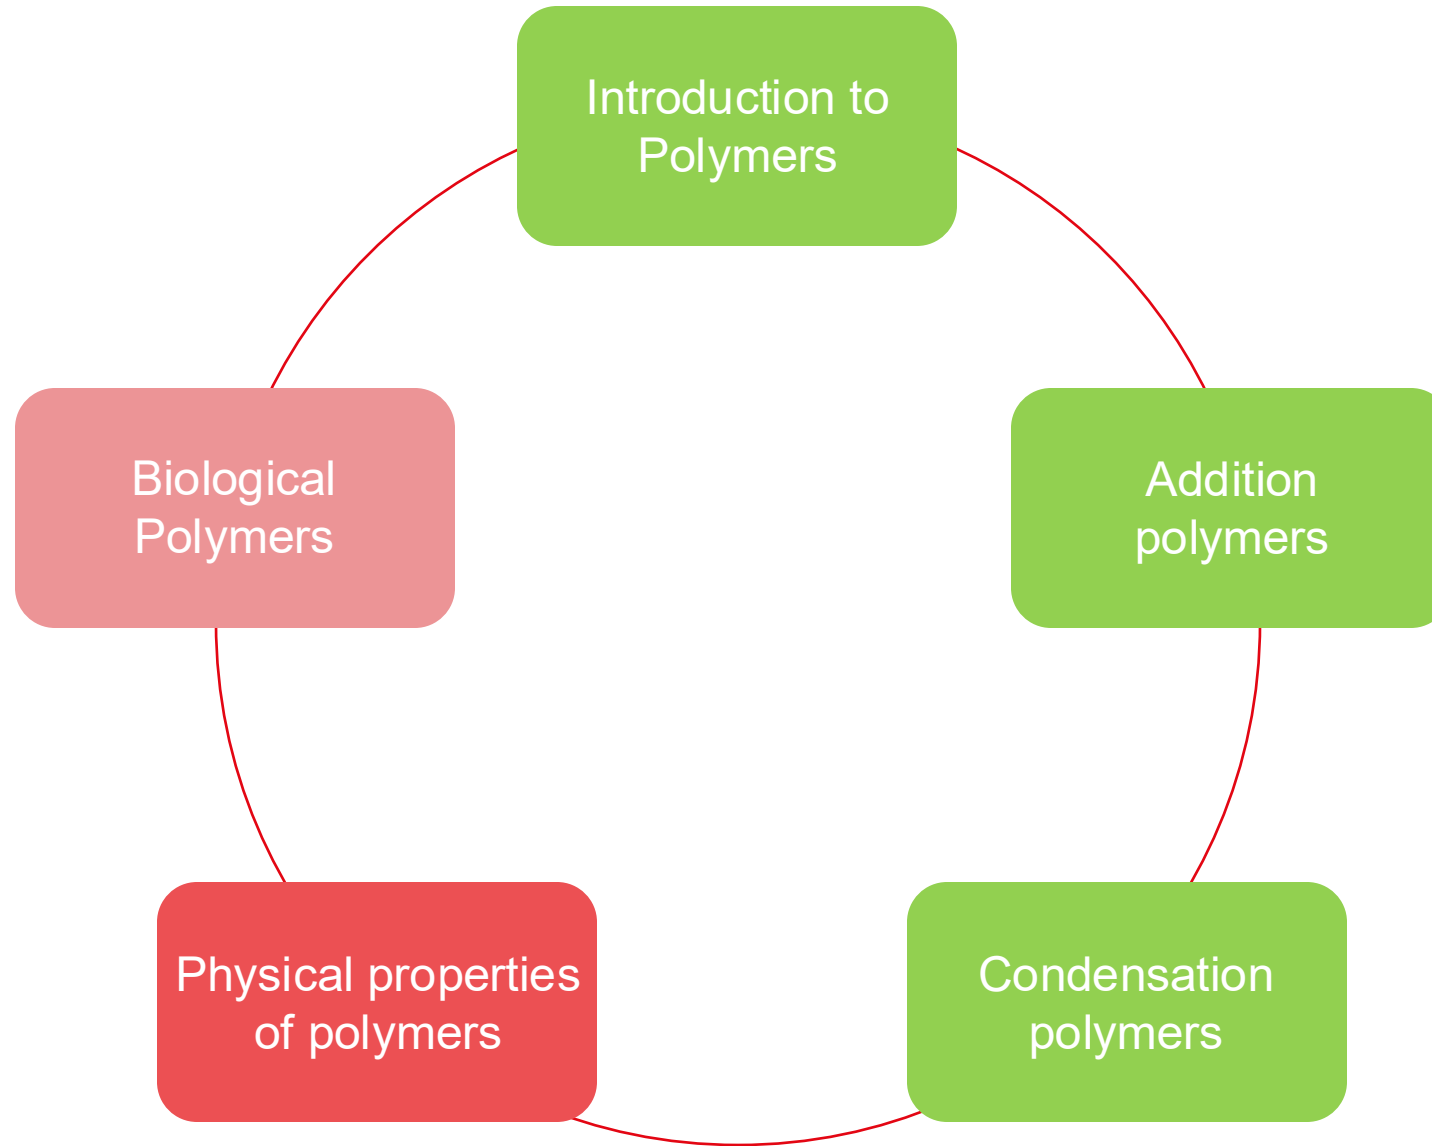 Introduction to
Polymers
Addition
polymers
Condensation
polymers
Physical properties
of polymers
Biological
Polymers